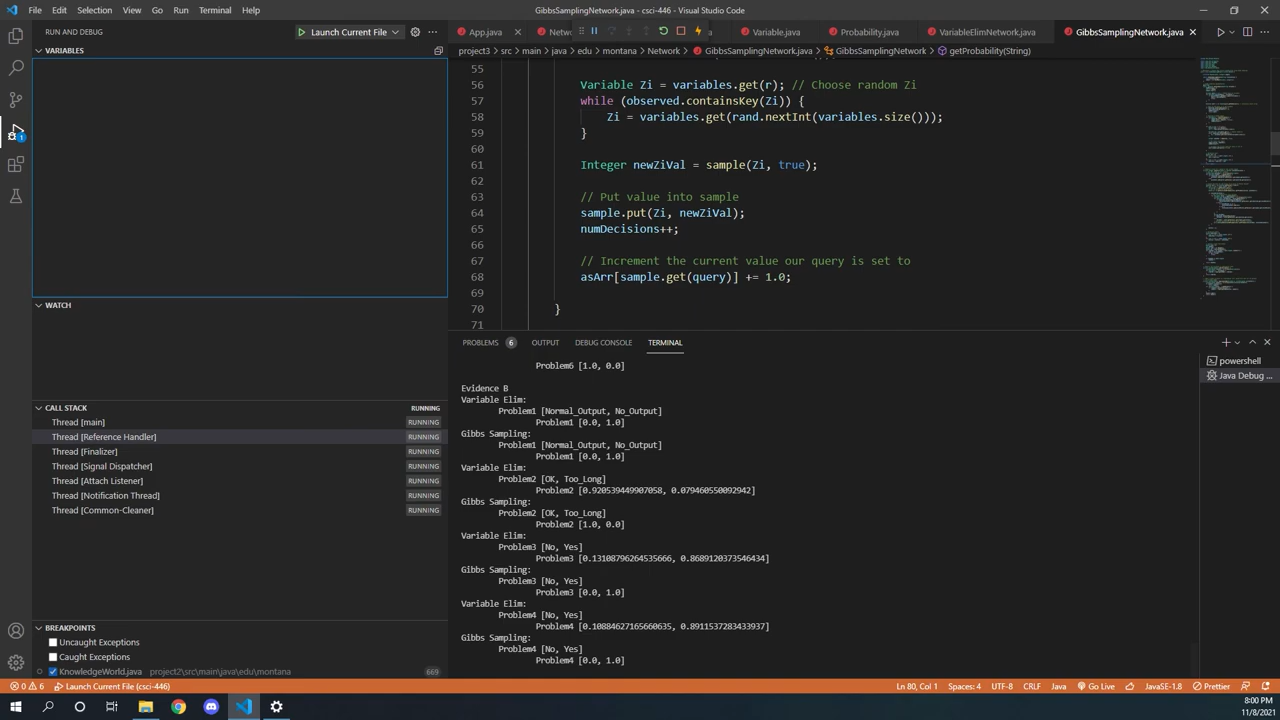 File Edit Selection View Go Run Terminal Help
GibbsSamplingNetwork.java - csci-446 - Visual Studio Code
RUN AND DEBUG
Launch Current File
App.java
Variable.java
Probability.java
VariableElimNetwork.java
GibbsSamplingNetwork.java
project3 > src > main > java > edu > montana > Network > GibbsSamplingNetwork.java > GibbsSamplingNetwork > getProbability(String)
VARIABLES
55
56 Variable Zi = variables.get(r); // Choose random Zi
57 while (observed.containsKey(Zi)) {
58 Zi = variables.get(rand.nextInt(variables.size()));
59 }
60
61 Integer newZiVal = sample(Zi, true);
62
63 // Put value into sample
64 sample.put(Zi, newZiVal);
65 numDecisions++;
66
67 // Increment the current value our query is set to
68 asArr[sample.get(query)] += 1.0;
69
70 }
71
WATCH
CALL STACK RUNNING
Thread [main] RUNNING
Thread [Reference Handler] RUNNING
Thread [Finalizer] RUNNING
Thread [Signal Dispatcher] RUNNING
Thread [Attach Listener] RUNNING
Thread [Notification Thread] RUNNING
Thread [Common-Cleaner] RUNNING
BREAKPOINTS
Uncaught Exceptions
Caught Exceptions
KnowledgeWorld.java project2\src\main\java\edu\montana 669
PROBLEMS 6 OUTPUT DEBUG CONSOLE TERMINAL
powershell
Java Debug ...
Problem6 [1.0, 0.0]
Evidence B
Variable Elim:
Problem1 [Normal_Output, No_Output]
Problem1 [0.0, 1.0]
Gibbs Sampling:
Problem1 [Normal_Output, No_Output]
Problem1 [0.0, 1.0]
Variable Elim:
Problem2 [OK, Too_Long]
Problem2 [0.920539449907058, 0.079460550092942]
Gibbs Sampling:
Problem2 [OK, Too_Long]
Problem2 [1.0, 0.0]
Variable Elim:
Problem3 [No, Yes]
Problem3 [0.13108796264535666, 0.8689120373546434]
Gibbs Sampling:
Problem3 [No, Yes]
Problem3 [0.0, 1.0]
Variable Elim:
Problem4 [No, Yes]
Problem4 [0.10884627165660635, 0.8911537283433937]
Gibbs Sampling:
Problem4 [No, Yes]
Problem4 [0.0, 1.0]
0 6 Launch Current File (csci-446)
Ln 80, Col 1 Spaces: 4 UTF-8 CRLF Java Go Live JavaSE-1.8 Prettier
8:00 PM
11/8/2021